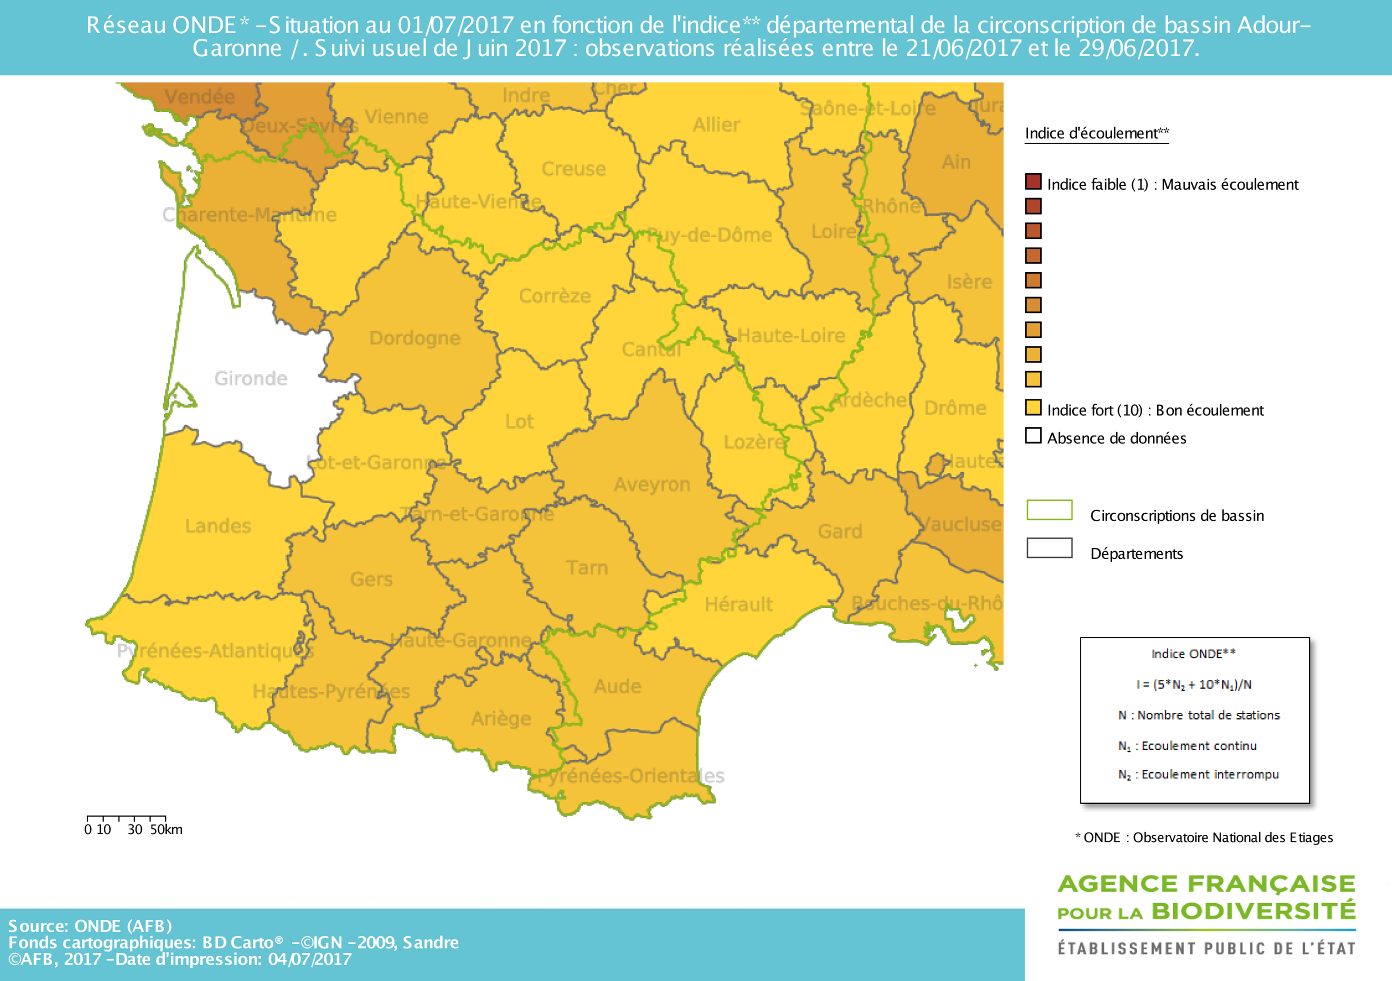 Réseau ONDE* -Situation au 01/07/2017 en fonction de l'indice** départemental de la circonscription de bassin Adour-
Garonne /. Suivi usuel de Juin 2017 : observations réalisées entre le 21/06/2017 et le 29/06/2017.
Vendée
Deux-Sèvres
Vienne
Indre
Cher
Allier
Saône-et-Loire
Jura
Ain
Creuse
Haute-Vienne
Charente-Maritime
Puy-de-Dôme
Loire
Rhône
Isère
Corrèze
Dordogne
Cantal
Haute-Loire
Gironde
Ardèche
Drôme
Lot
Lozère
Lot-et-Garonne
Hautes
Aveyron
Tarn-et-Garonne
Landes
Gard
Vaucluse
Gers
Tarn
Hérault
Bouches-du-Rhô
Haute-Garonne
Pyrénées-Atlantiques
Hautes-Pyrénées
Aude
Ariège
Pyrénées-Orientales
0 10 30 50km
Indice d'écoulement**
Indice faible (1) : Mauvais écoulement
Indice fort (10) : Bon écoulement
Absence de données
Circonscriptions de bassin
Départements
Indice ONDE**
I = (5*N₂ + 10*N₁)/N
N : Nombre total de stations
N₁ : Ecoulement continu
N₂ : Ecoulement interrompu
* ONDE : Observatoire National des Etiages
AGENCE FRANÇAISE
POUR LA BIODIVERSITÉ
ÉTABLISSEMENT PUBLIC DE L'ÉTAT
Source: ONDE (AFB)
Fonds cartographiques: BD Carto® -©IGN -2009, Sandre
©AFB, 2017 -Date d'impression: 04/07/2017